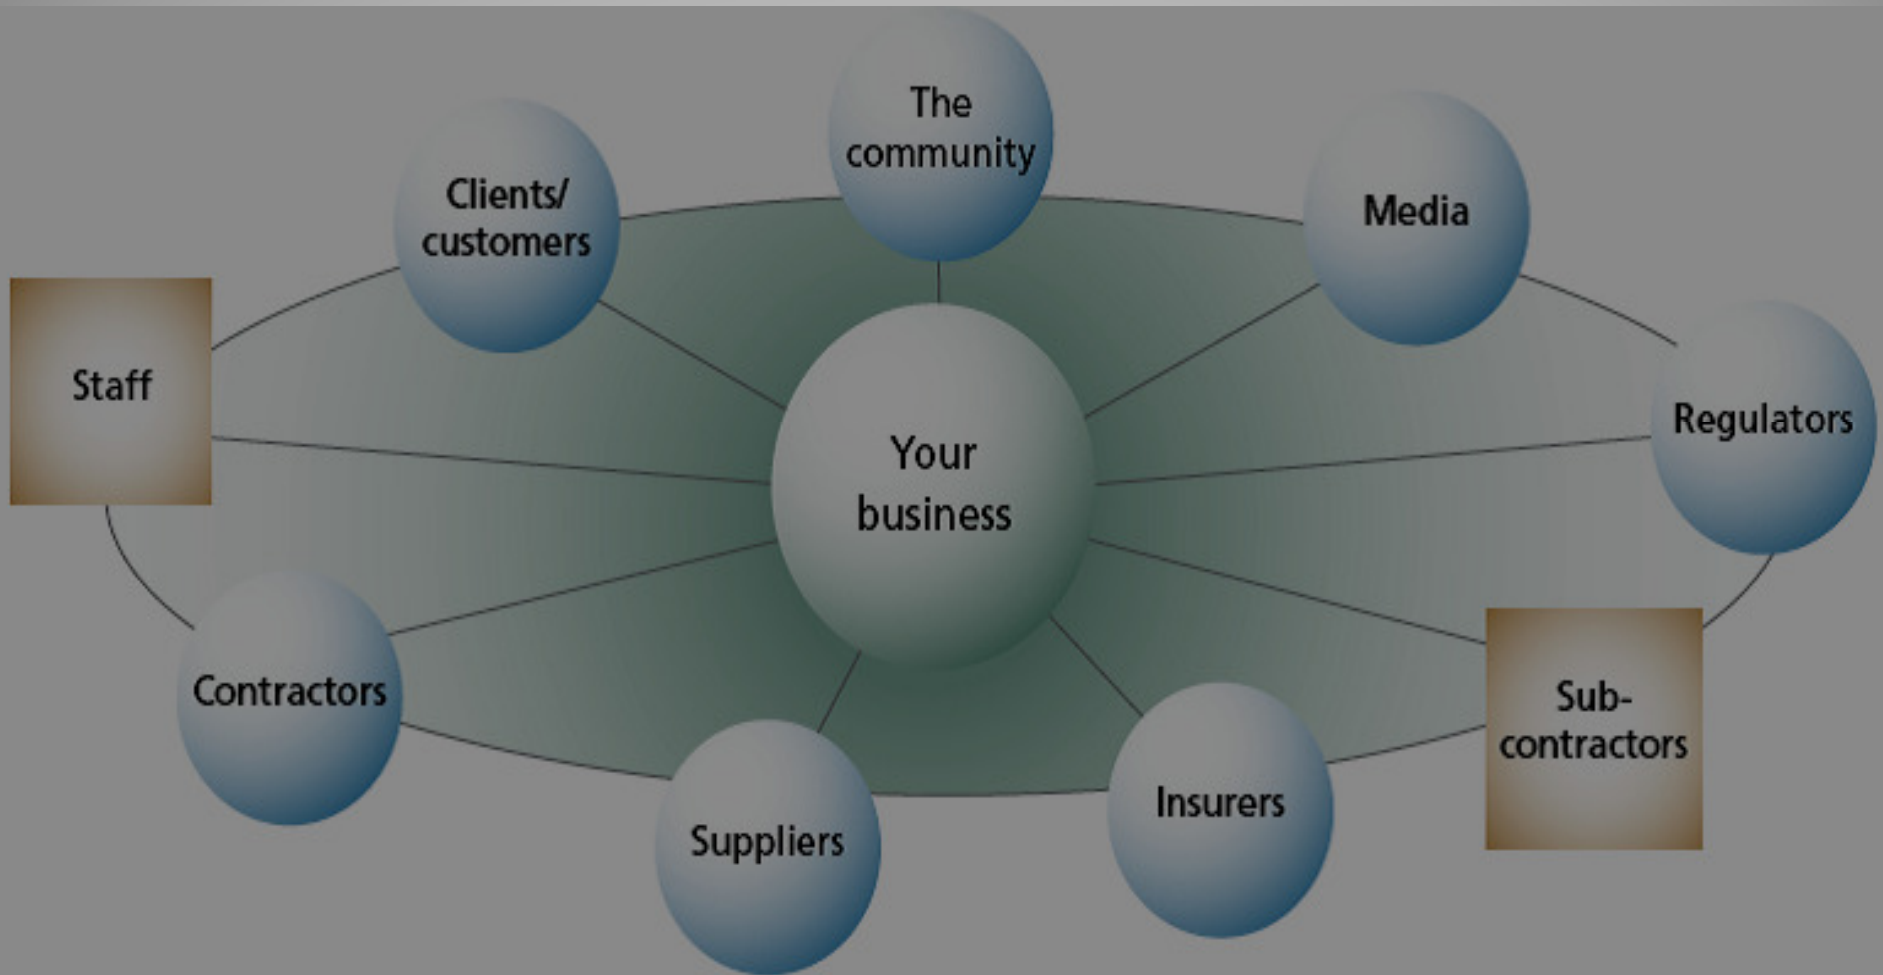 The
community
Clients/
customers
Media
Staff
Regulators
Your
business
Contractors
Sub-
contractors
Suppliers
Insurers